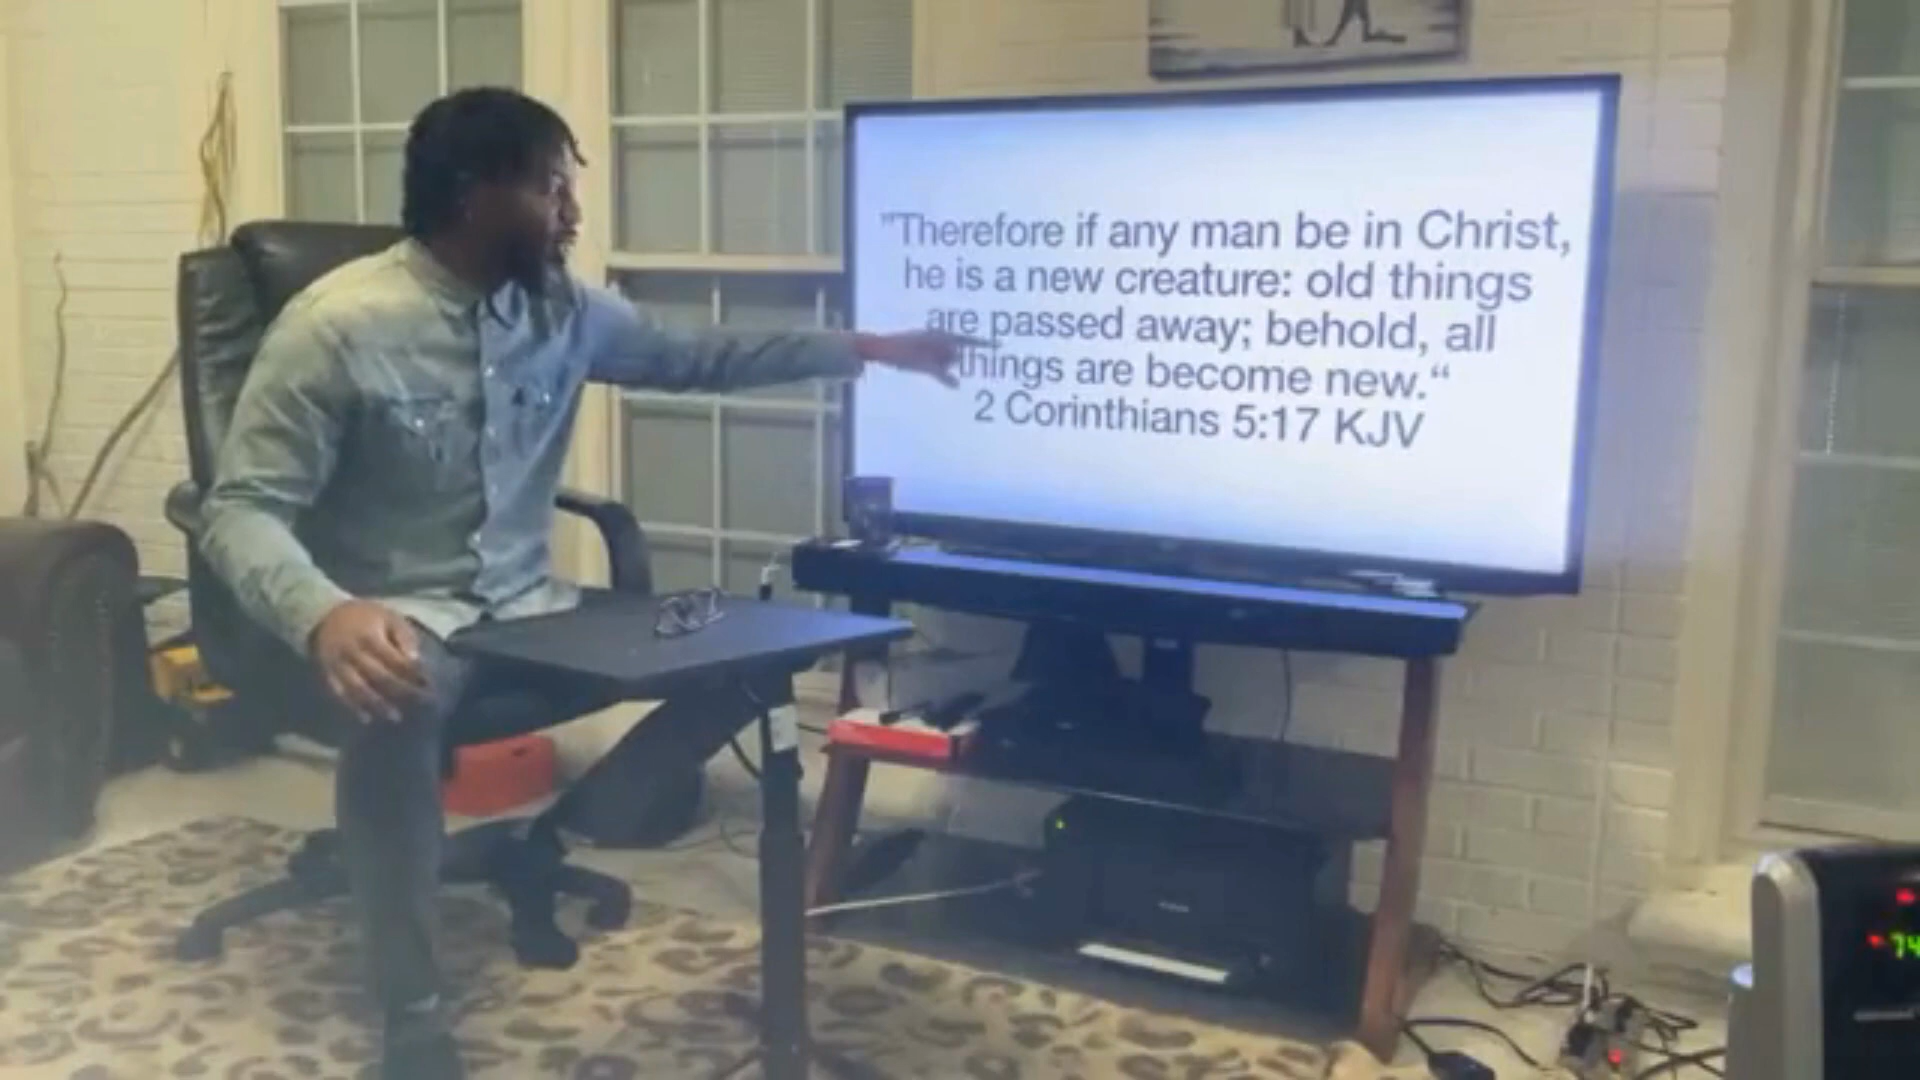 "Therefore if any man be in Christ,
he is a new creature: old things
are passed away; behold, all
things are become new."
2 Corinthians 5:17 KJV
74